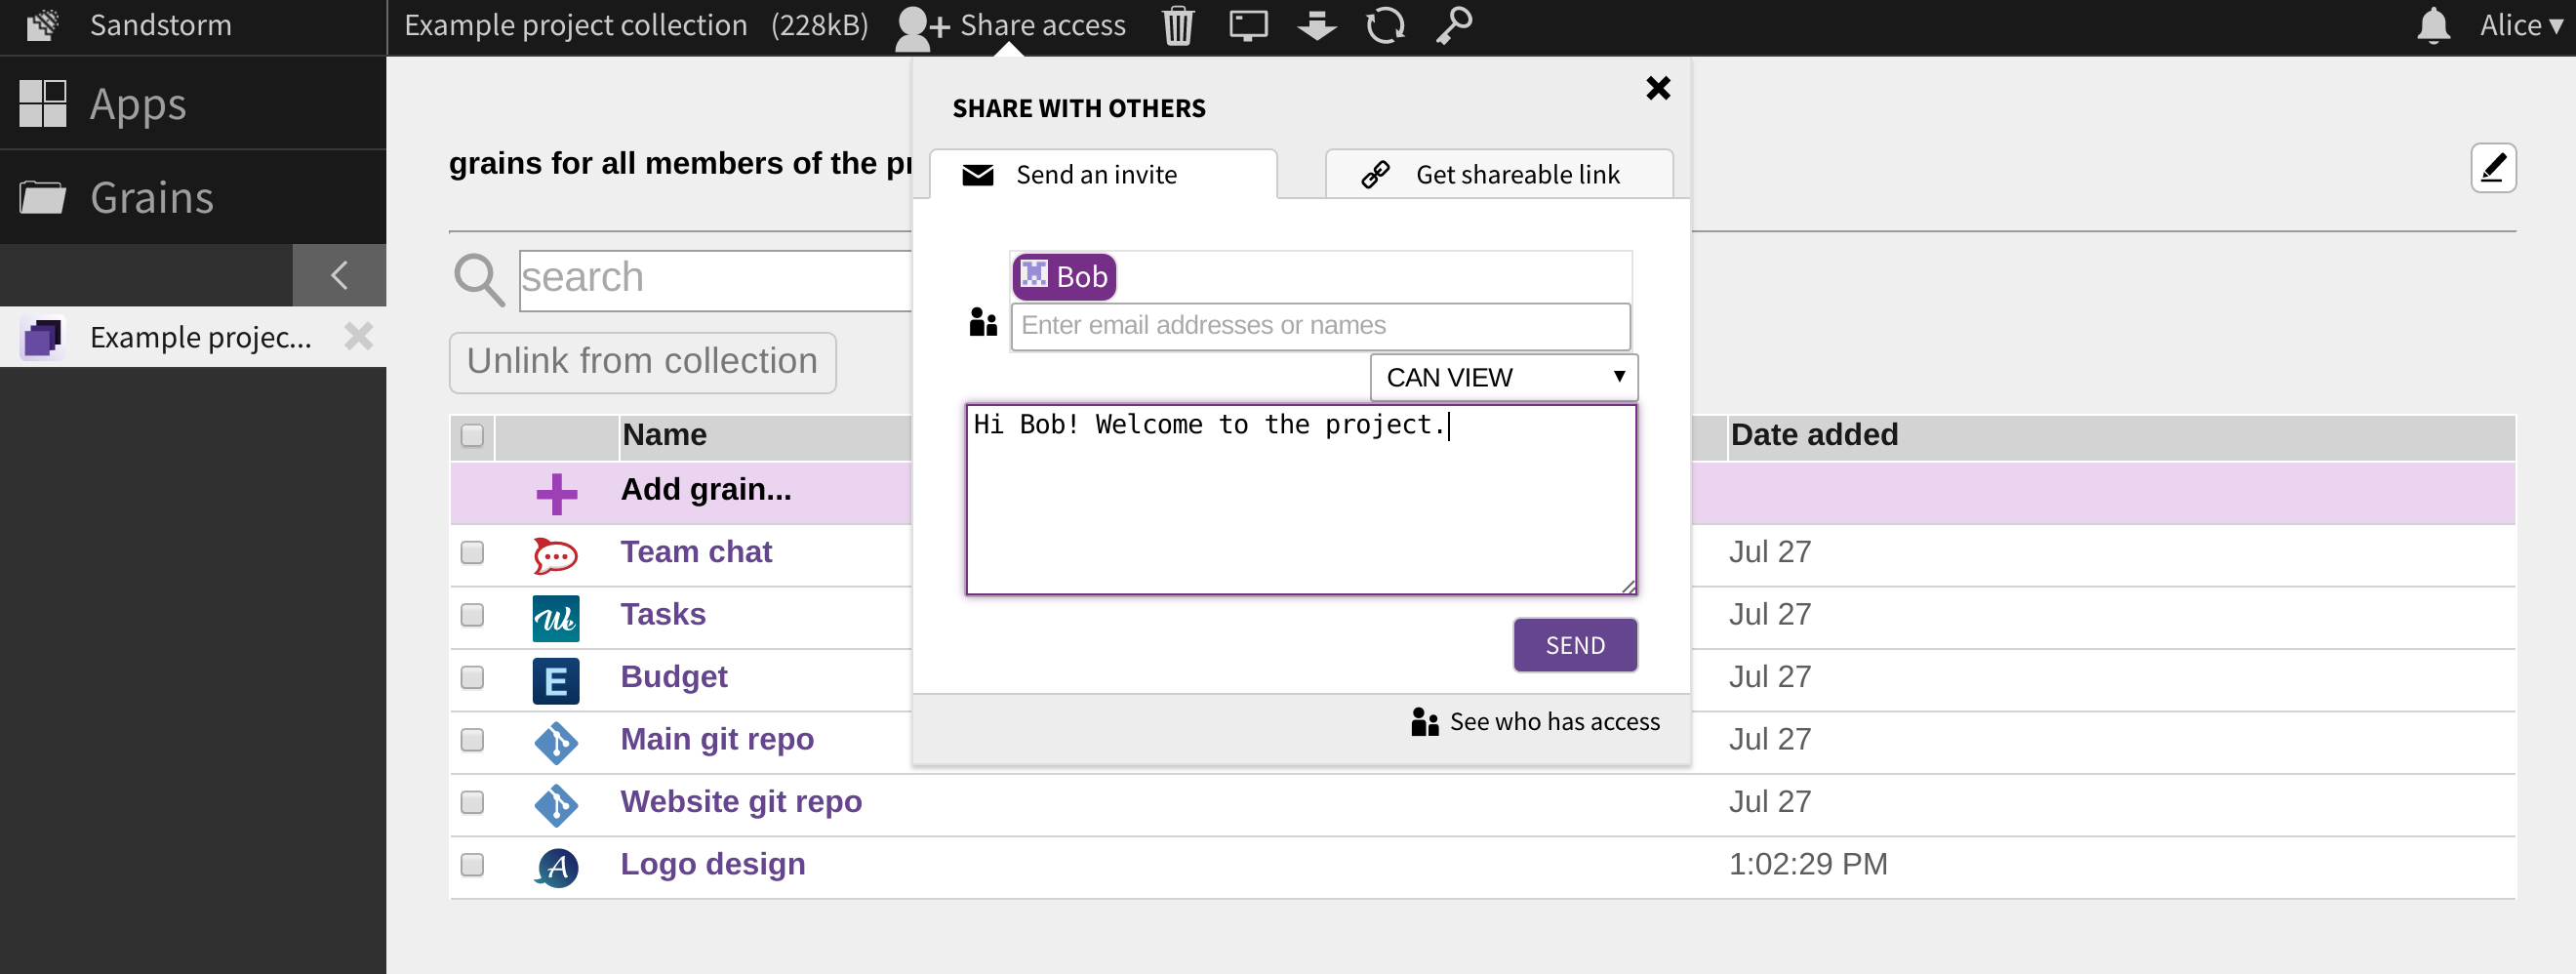 Sandstorm
Example project collection (228kB) Share access
Alice ▾
Apps
Grains
Example projec...
grains for all members of the pr
search
Unlink from collection
SHARE WITH OTHERS
Send an invite
Get shareable link
Bob
Enter email addresses or names
CAN VIEW
Hi Bob! Welcome to the project.
SEND
See who has access
Name Date added
Add grain...
Team chat Jul 27
Tasks Jul 27
E Budget Jul 27
Main git repo Jul 27
Website git repo Jul 27
A Logo design 1:02:29 PM